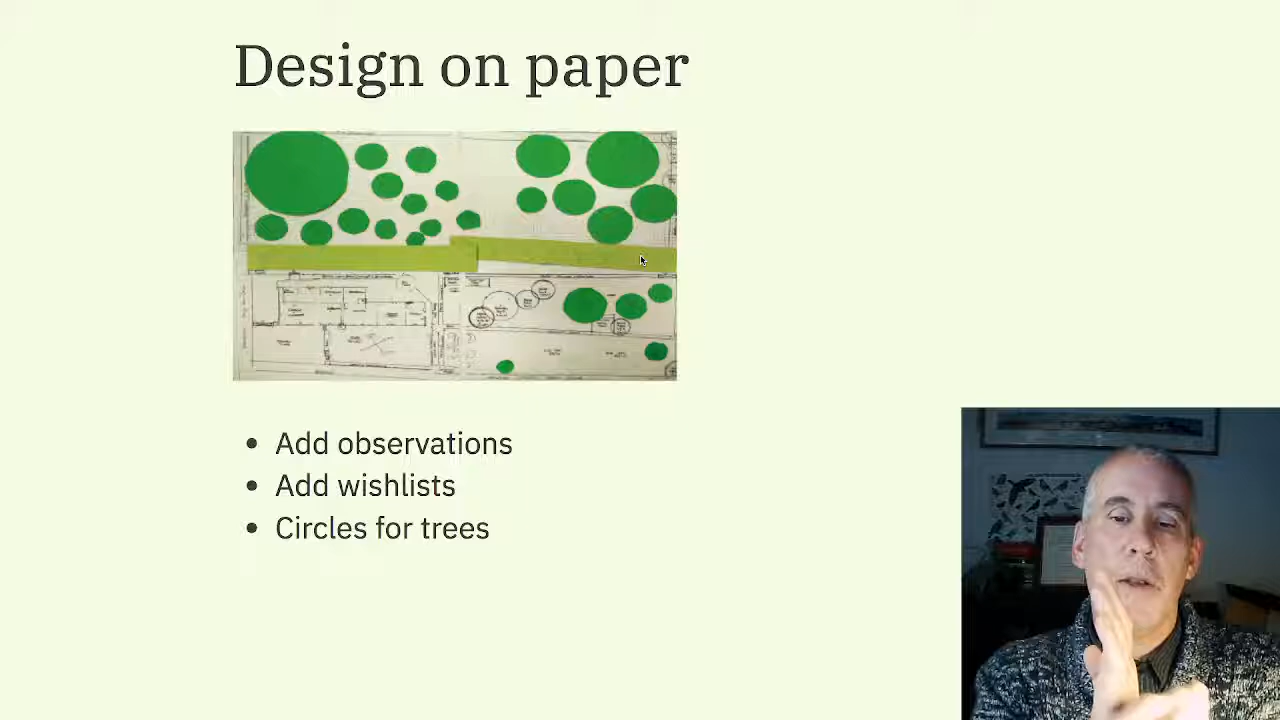 Design on paper
Add observations
Add wishlists
Circles for trees